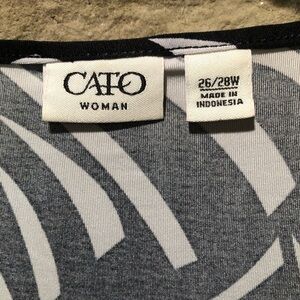 CATO
WOMAN
26/28W
MADE IN
INDONESIA